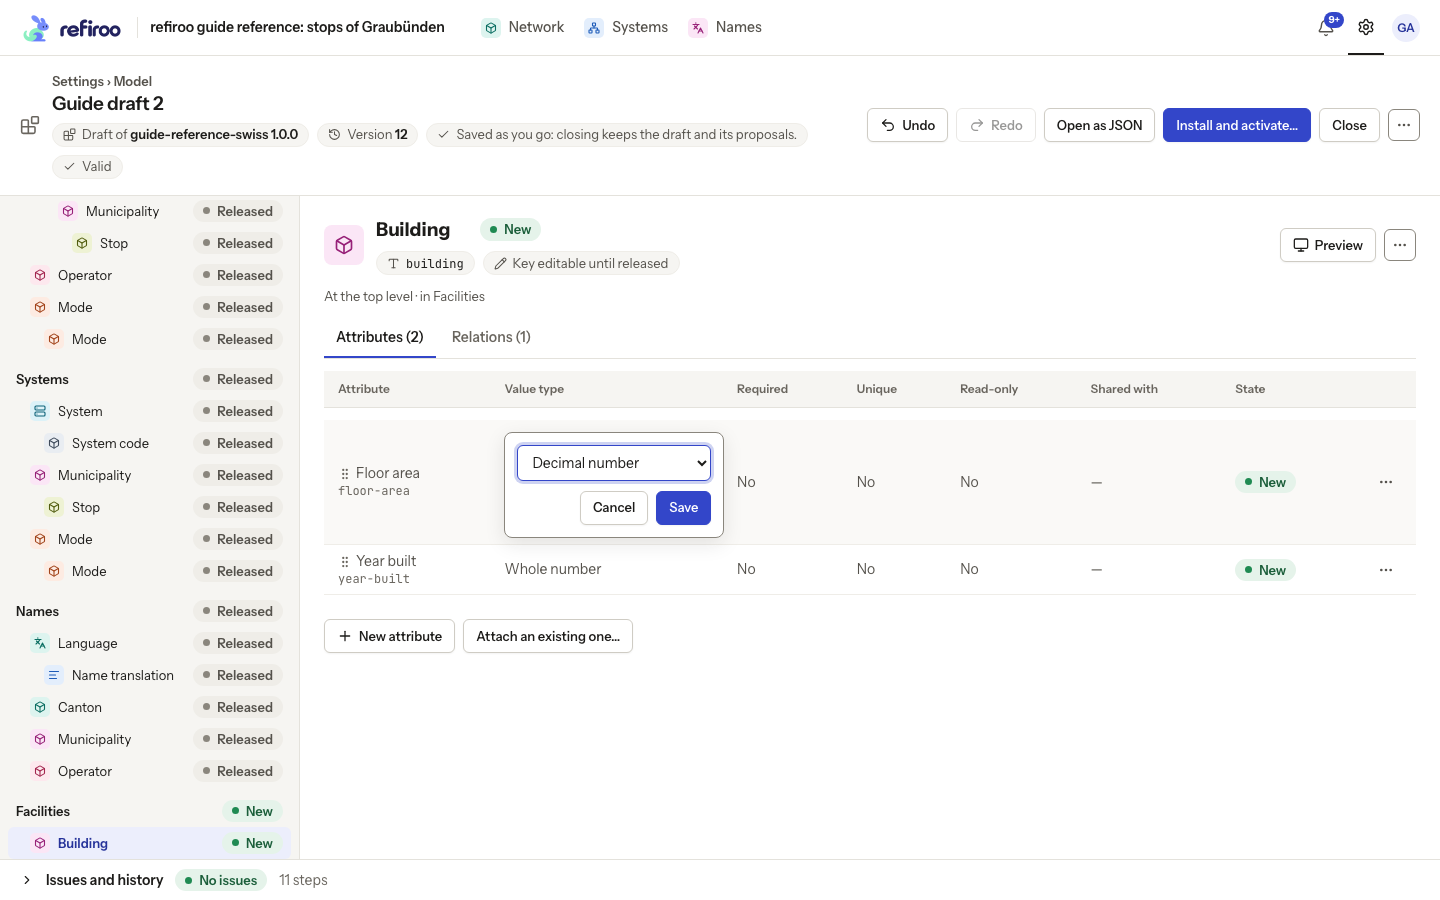 refiroo
refiroo guide reference: stops of Graubünden
Network
Systems
Names
9+
GA
Settings › Model
Guide draft 2
Draft of guide-reference-swiss 1.0.0
Version 12
Saved as you go: closing keeps the draft and its proposals.
Valid
Undo
Redo
Open as JSON
Install and activate...
Close
Municipality Released
Stop Released
Operator Released
Mode Released
Mode Released
Systems Released
System Released
System code Released
Municipality Released
Stop Released
Mode Released
Mode Released
Names Released
Language Released
Name translation Released
Canton Released
Municipality Released
Operator Released
Facilities New
Building New
Building New
building
Key editable until released
Preview
At the top level · in Facilities
Attributes (2)
Relations (1)
Attribute Value type Required Unique Read-only Shared with State
Floor area
floor-area
Decimal number
Cancel
Save
No No No — New
Year built
year-built
Whole number No No No — New
New attribute
Attach an existing one...
Issues and history No issues 11 steps